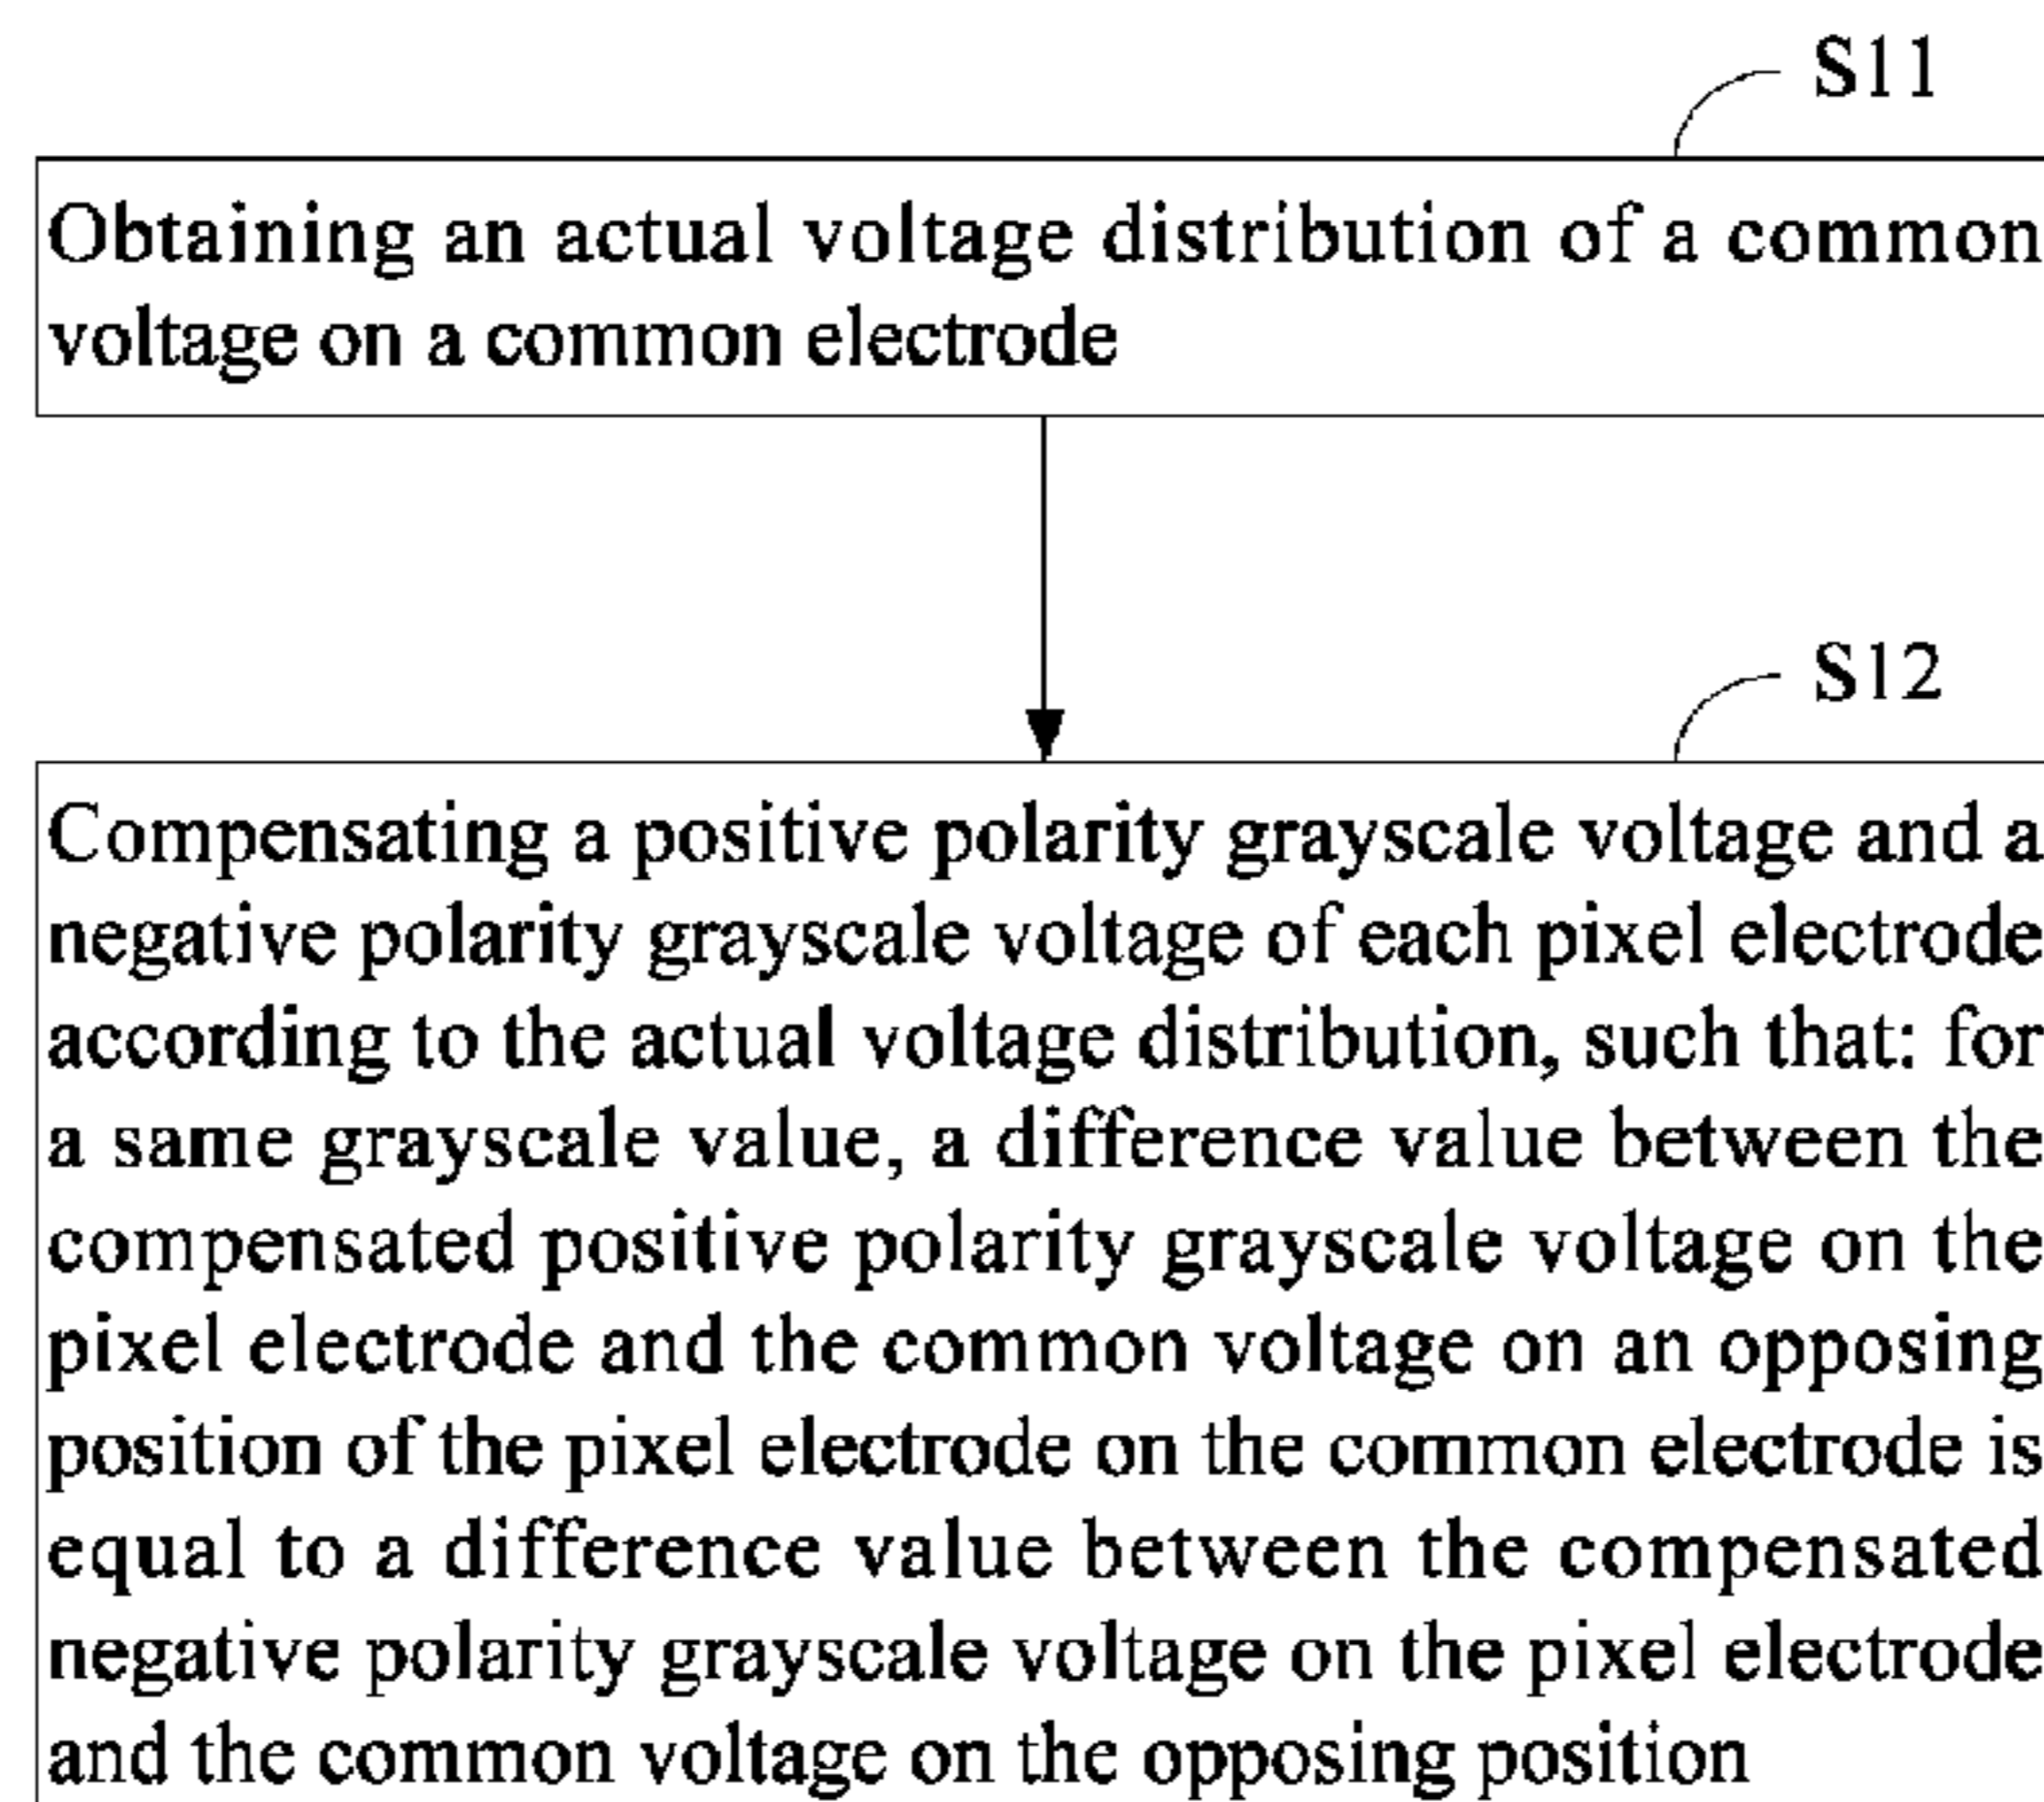 S11
Obtaining an actual voltage distribution of a common
voltage on a common electrode
S12
Compensating a positive polarity grayscale voltage and a
negative polarity grayscale voltage of each pixel electrode
according to the actual voltage distribution, such that: for
a same grayscale value, a difference value between the
compensated positive polarity grayscale voltage on the
pixel electrode and the common voltage on an opposing
position of the pixel electrode on the common electrode is
equal to a difference value between the compensated
negative polarity grayscale voltage on the pixel electrode
and the common voltage on the opposing position